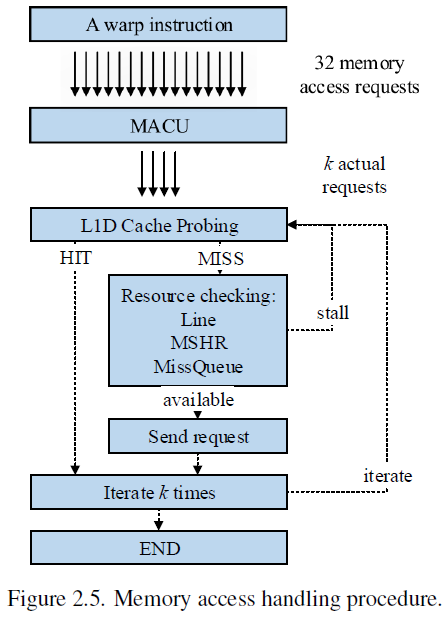 A warp instruction
32 memory
access requests
MACU
k actual
requests
L1D Cache Probing
HIT
MISS
Resource checking:
Line
MSHR
MissQueue
stall
available
Send request
iterate
Iterate k times
END
Figure 2.5. Memory access handling procedure.